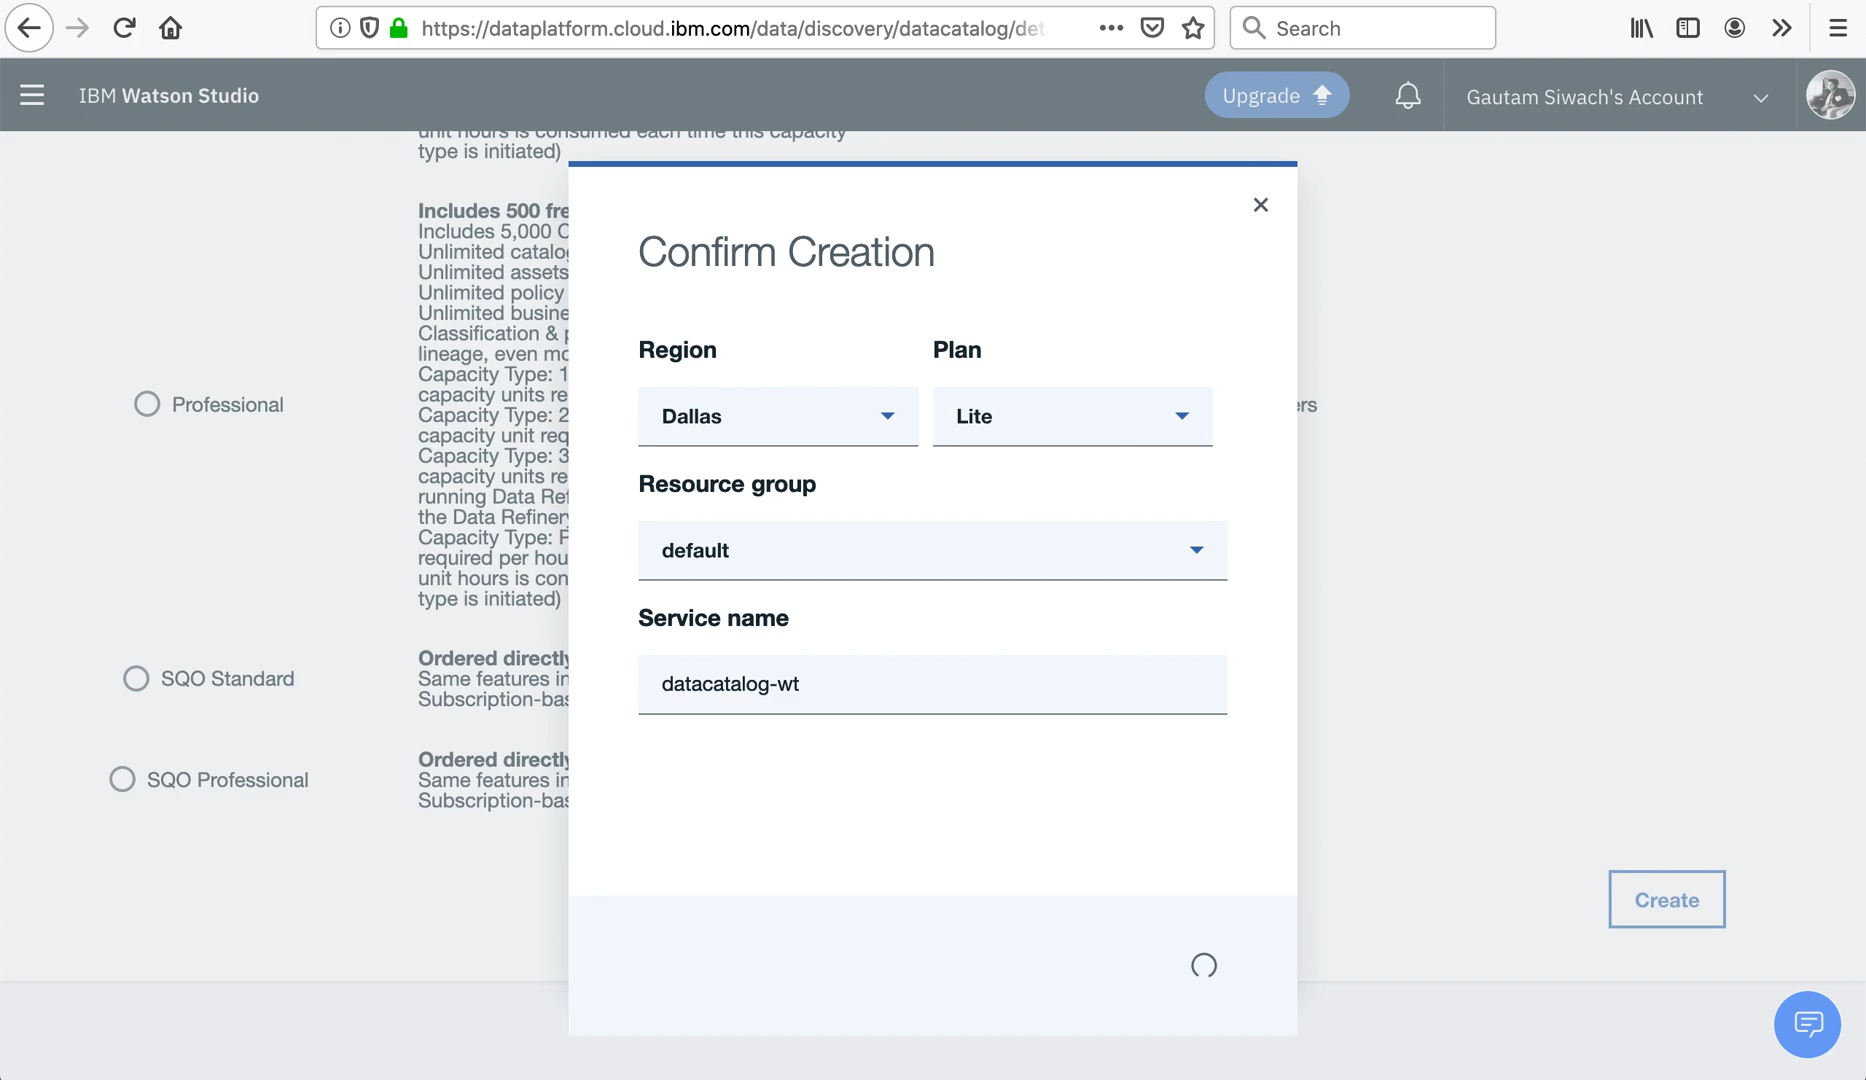 https://dataplatform.cloud.ibm.com/data/discovery/datacatalog/det
Search
IBM Watson Studio
Upgrade
Gautam Siwach's Account
unit hours is consumed each time this capacity
type is initiated)
Includes 500 fre
Includes 5,000 C
Unlimited catalo
Unlimited assets
Unlimited policy
Unlimited busine
Classification & p
lineage, even mo
Capacity Type: 1
capacity units re
Capacity Type: 2
capacity unit req
Capacity Type: 3
capacity units re
running Data Ref
the Data Refinery
Capacity Type: F
required per hou
unit hours is con
type is initiated)
Professional
ers
SQO Standard
Ordered directly
Same features in
Subscription-bas
SQO Professional
Ordered directly
Same features in
Subscription-bas
Confirm Creation
Region
Plan
Dallas
Lite
Resource group
default
Service name
datacatalog-wt
Create